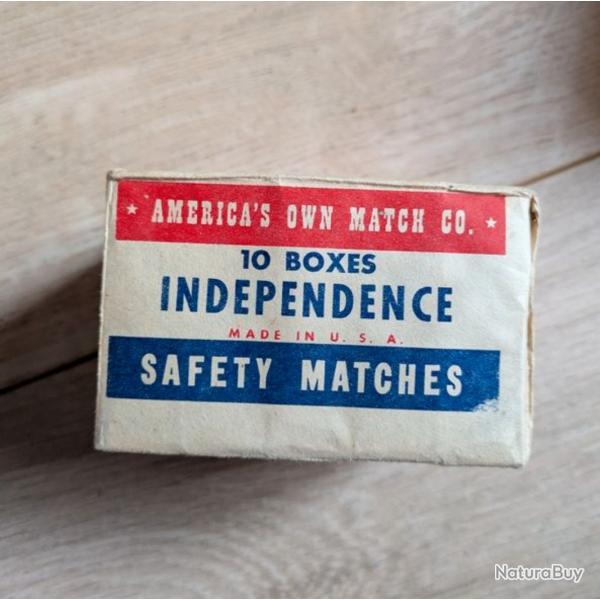 ★ AMERICA'S OWN MATCH CO. ★
10 BOXES
INDEPENDENCE
MADE IN U. S. A.
SAFETY MATCHES
NaturaBuy